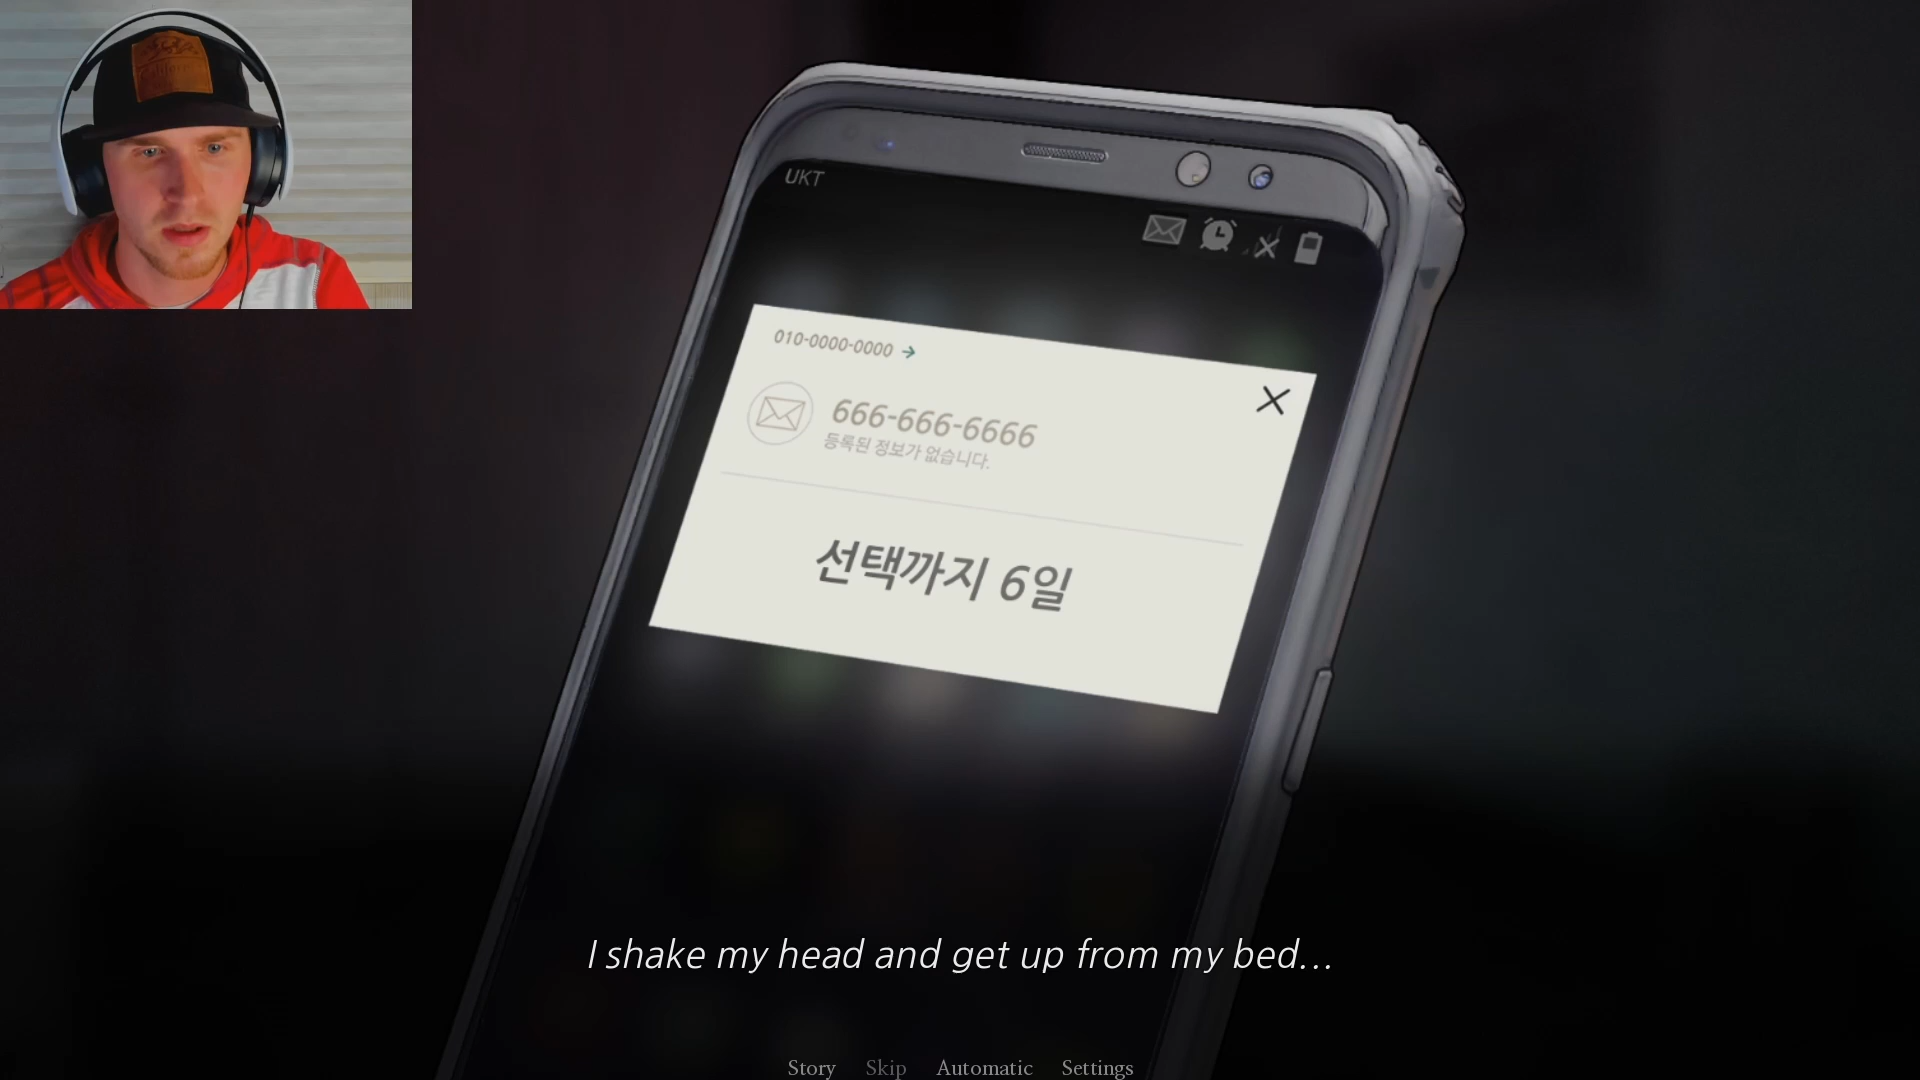 UKT
010-0000-0000 →
666-666-6666
등록된 정보가 없습니다.
선택까지 6일
I shake my head and get up from my bed...
Story Skip Automatic Settings